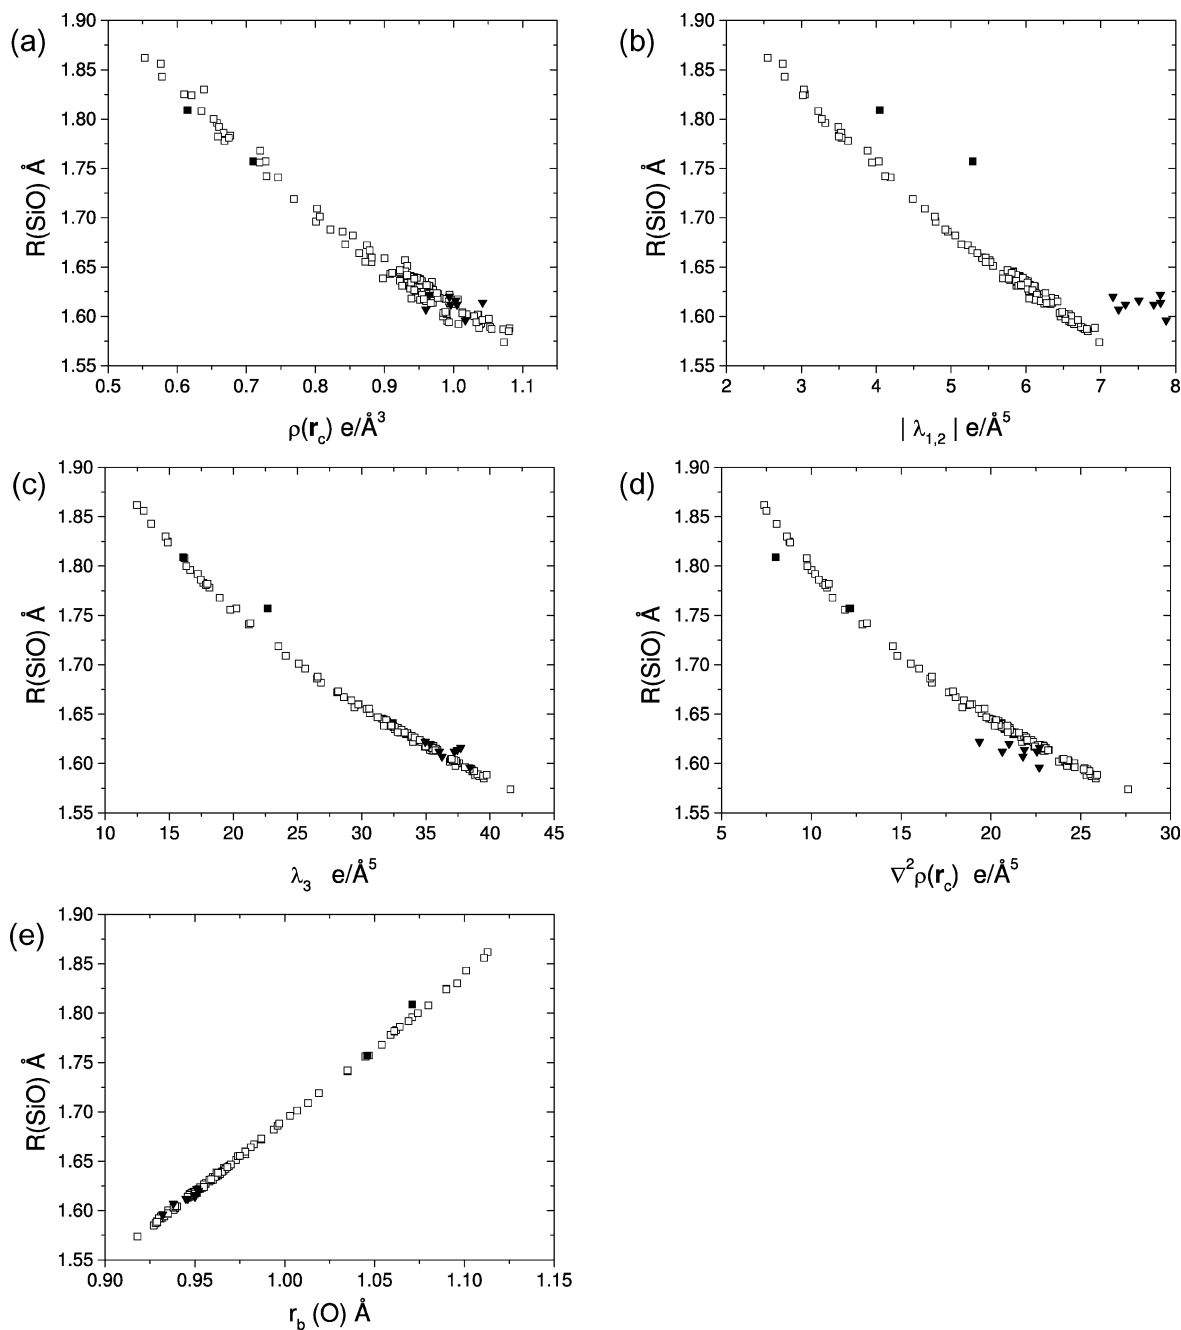 (a)
R(SiO) Å
1.90
1.85
1.80
1.75
1.70
1.65
1.60
1.55
0.5 0.6 0.7 0.8 0.9 1.0 1.1
ρ(r_c) e/Å^3
(b)
R(SiO) Å
1.90
1.85
1.80
1.75
1.70
1.65
1.60
1.55
2 3 4 5 6 7 8
| λ_1,2 | e/Å^5
(c)
R(SiO) Å
1.90
1.85
1.80
1.75
1.70
1.65
1.60
1.55
10 15 20 25 30 35 40 45
λ_3 e/Å^5
(d)
R(SiO) Å
1.90
1.85
1.80
1.75
1.70
1.65
1.60
1.55
5 10 15 20 25 30
∇^2ρ(r_c) e/Å^5
(e)
R(SiO) Å
1.90
1.85
1.80
1.75
1.70
1.65
1.60
1.55
0.90 0.95 1.00 1.05 1.10 1.15
r_b (O) Å